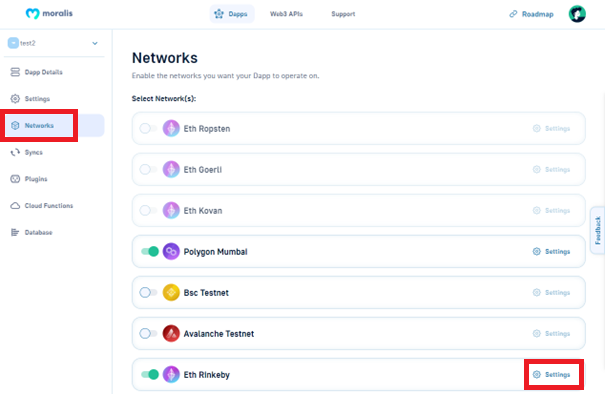 moralis
Dapps
Web3 APIs
Support
Roadmap
test2
Dapp Details
Settings
Networks
Syncs
Plugins
Cloud Functions
Database
Networks
Enable the networks you want your Dapp to operate on.
Select Network(s):
Eth Ropsten
Settings
Eth Goerli
Settings
Eth Kovan
Settings
Polygon Mumbai
Settings
Bsc Testnet
Settings
Avalanche Testnet
Settings
Eth Rinkeby
Settings
Feedback